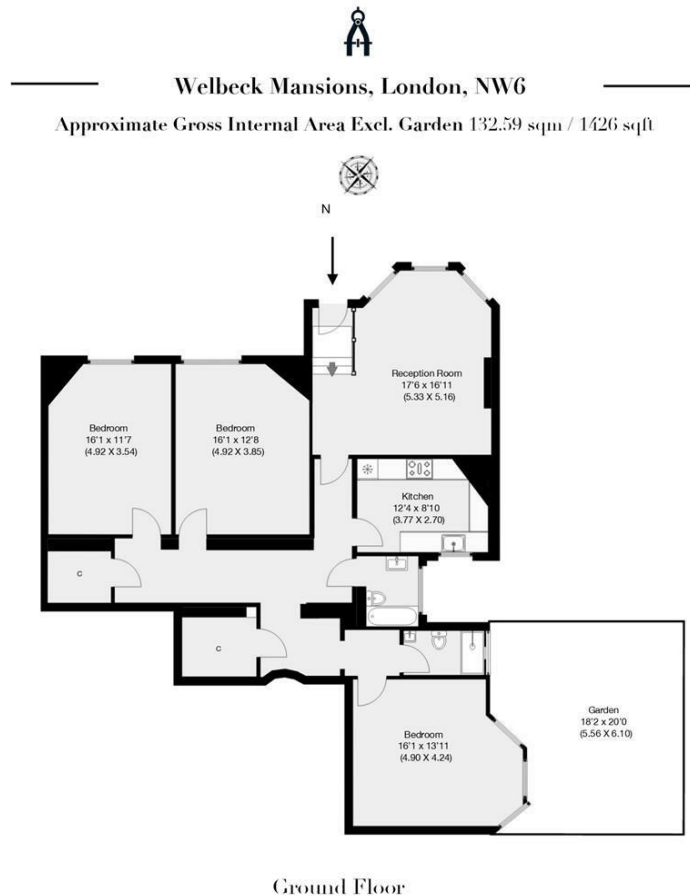 Welbeck Mansions, London, NW6
Approximate Gross Internal Area Excl. Garden 132.59 sqm / 1426 sqft
N
Reception Room
17'6 x 16'11
(5.33 X 5.16)
Bedroom
16'1 x 11'7
(4.92 X 3.54)
Bedroom
16'1 x 12'8
(4.92 X 3.85)
Kitchen
12'4 x 8'10
(3.77 X 2.70)
C
C
Bedroom
16'1 x 13'11
(4.90 X 4.24)
Garden
18'2 x 20'0
(5.56 X 6.10)
Ground Floor